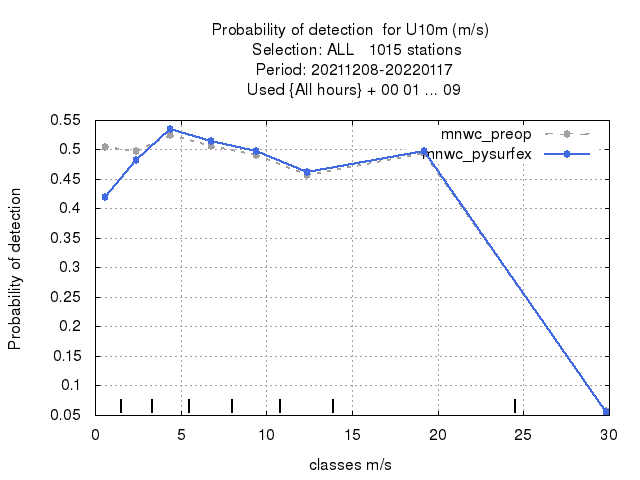 Probability of detection  for U10m (m/s)
Selection: ALL   1015 stations
Period: 20211208-20220117
Used {All hours} + 00 01 ... 09
mnwc_preop
mnwc_pysurfex
0.55
0.5
0.45
0.4
0.35
0.3
0.25
0.2
0.15
0.1
0.05
0 5 10 15 20 25 30
Probability of detection
classes m/s